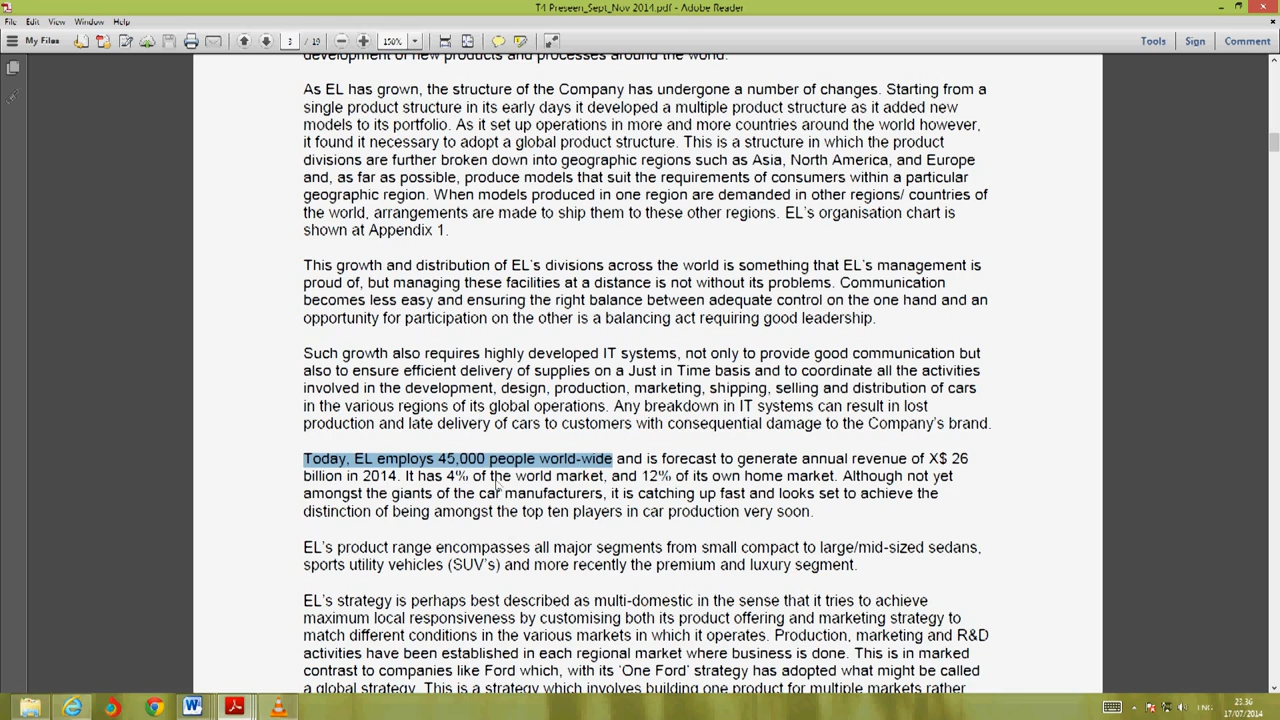 T4 Preseen_Sept_Nov 2014.pdf - Adobe Reader
File Edit View Window Help
My Files 3 / 19 150% Tools Sign Comment
development of new products and processes around the world.
As EL has grown, the structure of the Company has undergone a number of changes. Starting from a
single product structure in its early days it developed a multiple product structure as it added new
models to its portfolio. As it set up operations in more and more countries around the world however,
it found it necessary to adopt a global product structure. This is a structure in which the product
divisions are further broken down into geographic regions such as Asia, North America, and Europe
and, as far as possible, produce models that suit the requirements of consumers within a particular
geographic region. When models produced in one region are demanded in other regions/ countries of
the world, arrangements are made to ship them to these other regions. EL's organisation chart is
shown at Appendix 1.
This growth and distribution of EL's divisions across the world is something that EL's management is
proud of, but managing these facilities at a distance is not without its problems. Communication
becomes less easy and ensuring the right balance between adequate control on the one hand and an
opportunity for participation on the other is a balancing act requiring good leadership.
Such growth also requires highly developed IT systems, not only to provide good communication but
also to ensure efficient delivery of supplies on a Just in Time basis and to coordinate all the activities
involved in the development, design, production, marketing, shipping, selling and distribution of cars
in the various regions of its global operations. Any breakdown in IT systems can result in lost
production and late delivery of cars to customers with consequential damage to the Company's brand.
Today, EL employs 45,000 people world-wide and is forecast to generate annual revenue of X$ 26
billion in 2014. It has 4% of the world market, and 12% of its own home market. Although not yet
amongst the giants of the car manufacturers, it is catching up fast and looks set to achieve the
distinction of being amongst the top ten players in car production very soon.
EL's product range encompasses all major segments from small compact to large/mid-sized sedans,
sports utility vehicles (SUV's) and more recently the premium and luxury segment.
EL's strategy is perhaps best described as multi-domestic in the sense that it tries to achieve
maximum local responsiveness by customising both its product offering and marketing strategy to
match different conditions in the various markets in which it operates. Production, marketing and R&D
activities have been established in each regional market where business is done. This is in marked
contrast to companies like Ford which, with its 'One Ford' strategy has adopted what might be called
a global strategy. This is a strategy which involves building one product for multiple markets rather
ENG 23:36
17/07/2014